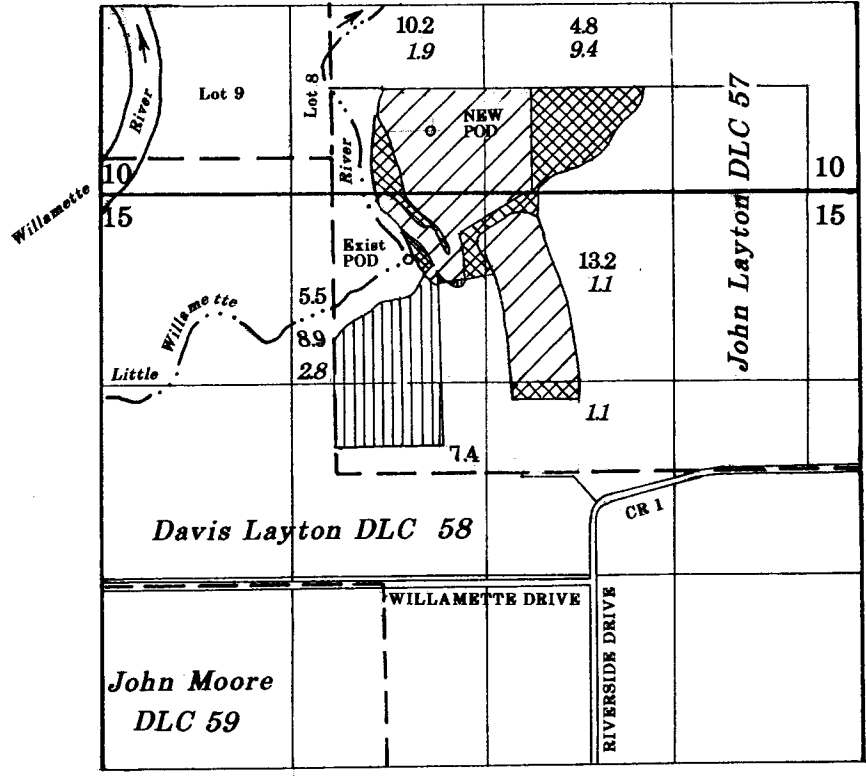 10.2
1.9
4.8
9.4
Lot 9
Lot 8
River
NEW
POD
John Layton DLC 57
River
10
10
15
15
Willamette
Exist
POD
13.2
1.1
5.5
Willamette
8.9
Little
2.8
1.1
7.4
CR 1
Davis Layton DLC 58
WILLAMETTE DRIVE
RIVERSIDE DRIVE
John Moore
DLC 59